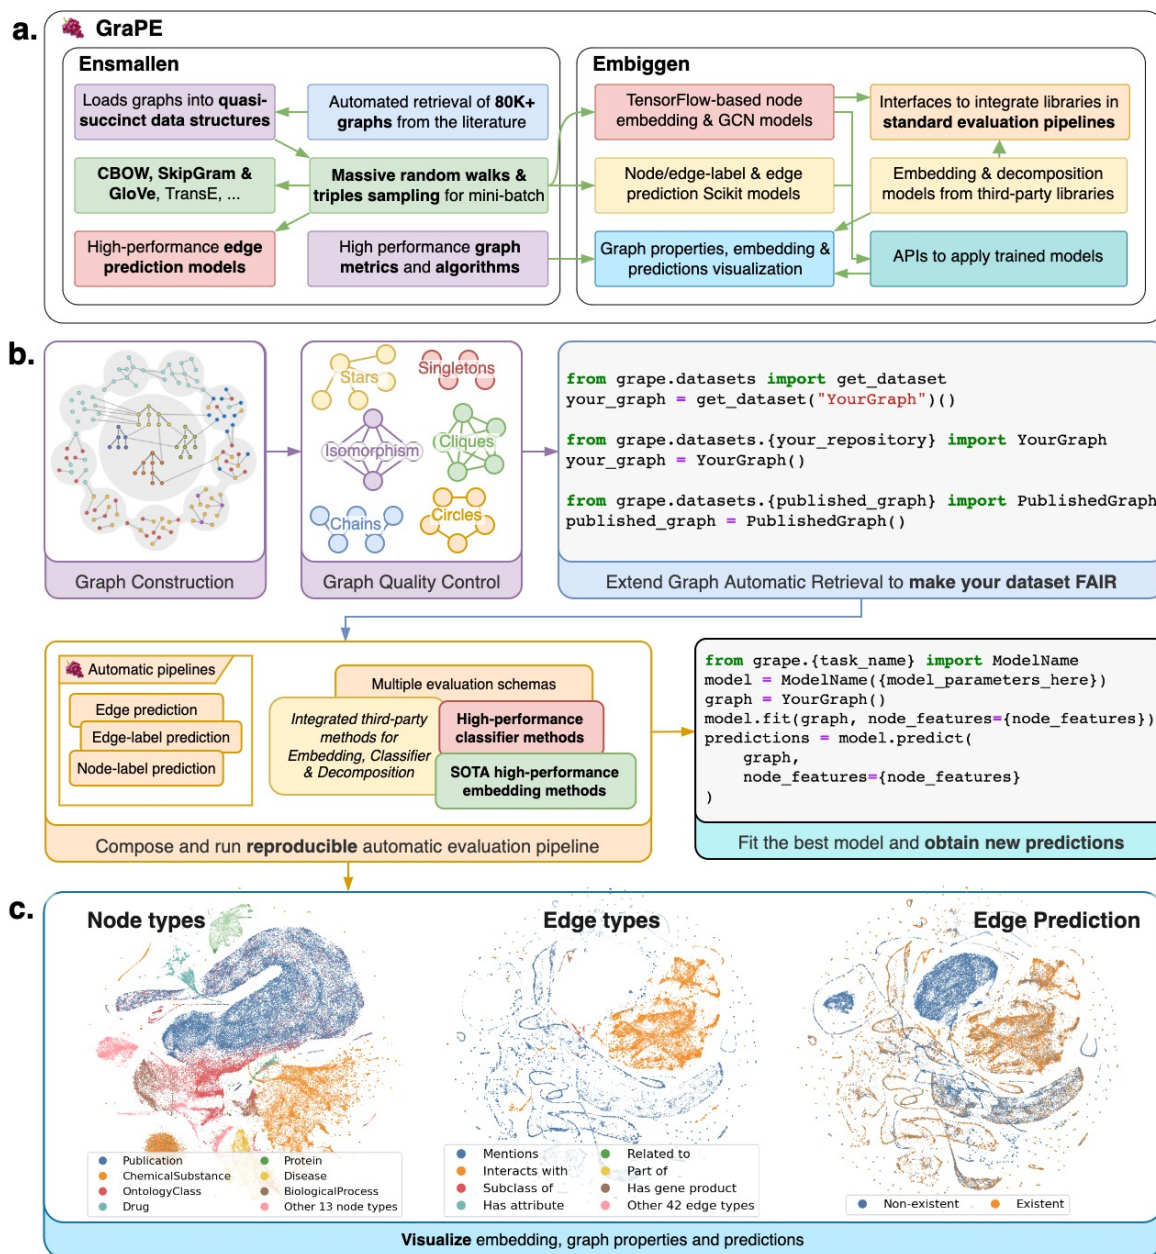 a.
GraPE
Ensmallen
Loads graphs into quasi-
succinct data structures
Automated retrieval of 80K+
graphs from the literature
CBOW, SkipGram &
GloVe, TransE, ...
Massive random walks &
triples sampling for mini-batch
High-performance edge
prediction models
High performance graph
metrics and algorithms
Embiggen
TensorFlow-based node
embedding & GCN models
Interfaces to integrate libraries in
standard evaluation pipelines
Node/edge-label & edge
prediction Scikit models
Embedding & decomposition
models from third-party libraries
Graph properties, embedding &
predictions visualization
APIs to apply trained models
b.
Graph Construction
Stars
Singletons
Isomorphism
Cliques
Chains
Circles
Graph Quality Control
from grape.datasets import get_dataset
your_graph = get_dataset("YourGraph")()
from grape.datasets.{your_repository} import YourGraph
your_graph = YourGraph()
from grape.datasets.{published_graph} import PublishedGraph
published_graph = PublishedGraph()
Extend Graph Automatic Retrieval to make your dataset FAIR
Automatic pipelines
Edge prediction
Edge-label prediction
Node-label prediction
Multiple evaluation schemas
Integrated third-party
methods for
Embedding, Classifier
& Decomposition
High-performance
classifier methods
SOTA high-performance
embedding methods
Compose and run reproducible automatic evaluation pipeline
from grape.{task_name} import ModelName
model = ModelName({model_parameters_here})
graph = YourGraph()
model.fit(graph, node_features={node_features})
predictions = model.predict(
graph,
node_features={node_features}
)
Fit the best model and obtain new predictions
c.
Node types
Publication
ChemicalSubstance
OntologyClass
Drug
Protein
Disease
BiologicalProcess
Other 13 node types
Edge types
Mentions
Interacts with
Subclass of
Has attribute
Related to
Part of
Has gene product
Other 42 edge types
Edge Prediction
Non-existent
Existent
Visualize embedding, graph properties and predictions